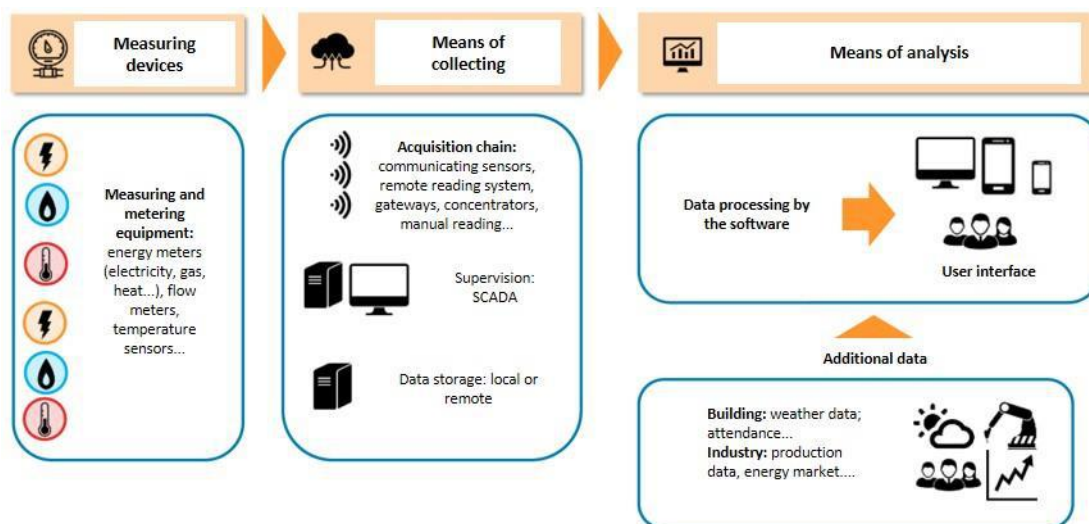 Measuring
devices
Means of
collecting
Means of analysis
Measuring and
metering
equipment:
energy meters
(electricity, gas,
heat...), flow
meters,
temperature
sensors...
Acquisition chain:
communicating sensors,
remote reading system,
gateways, concentrators,
manual reading...
Supervision:
SCADA
Data storage: local or
remote
Data processing by
the software
User interface
Additional data
Building: weather data;
attendance...
Industry: production
data, energy market....